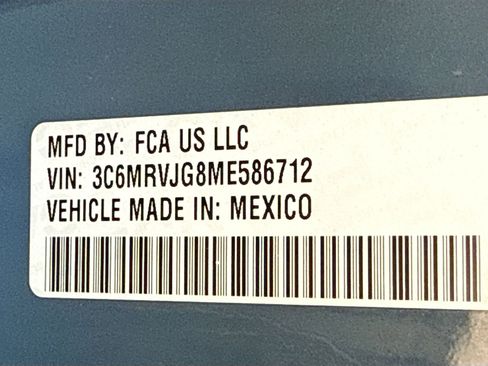 MFD BY: FCA US LLC
VIN: 3C6MRVJG8ME586712
VEHICLE MADE IN: MEXICO